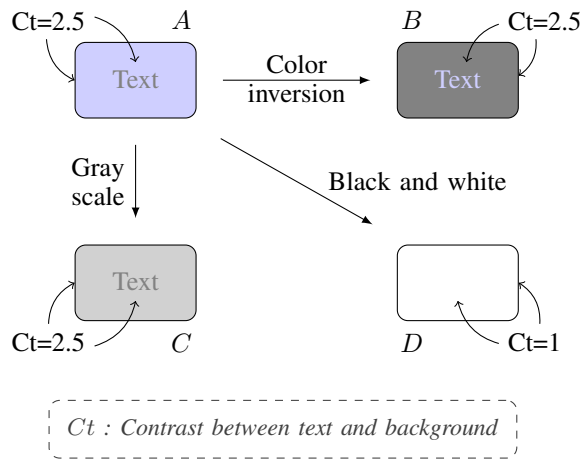 Ct=2.5 A
Text
B Ct=2.5
Text
Color
inversion
Gray
scale
Black and white
Text
Ct=2.5 C
D Ct=1
Ct : Contrast between text and background